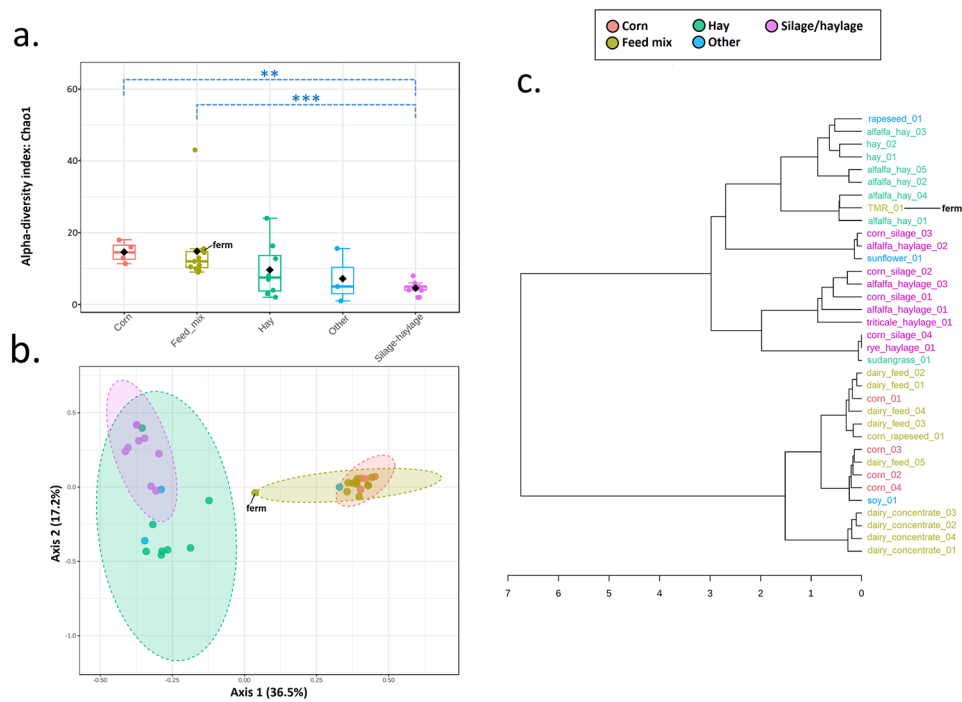 a.
Corn
Hay
Silage/haylage
Feed mix
Other
Alpha-diversity index: Chao1
60
40
20
0
**
***
ferm
Corn
Feed_mix
Hay
Other
Silage-haylage
b.
Axis 2 (17.2%)
0.5
0.0
-0.5
-1.0
ferm
-0.50
-0.25
0.00
0.25
0.50
Axis 1 (36.5%)
c.
rapeseed_01
alfalfa_hay_03
hay_02
hay_01
alfalfa_hay_05
alfalfa_hay_02
alfalfa_hay_04
TMR_01 ferm
alfalfa_hay_01
corn_silage_03
alfalfa_haylage_02
sunflower_01
corn_silage_02
alfalfa_haylage_03
corn_silage_01
alfalfa_haylage_01
triticale_haylage_01
corn_silage_04
rye_haylage_01
sudangrass_01
dairy_feed_02
dairy_feed_01
corn_01
dairy_feed_04
dairy_feed_03
corn_rapeseed_01
corn_03
dairy_feed_05
corn_02
corn_04
soy_01
dairy_concentrate_03
dairy_concentrate_02
dairy_concentrate_04
dairy_concentrate_01
7 6 5 4 3 2 1 0